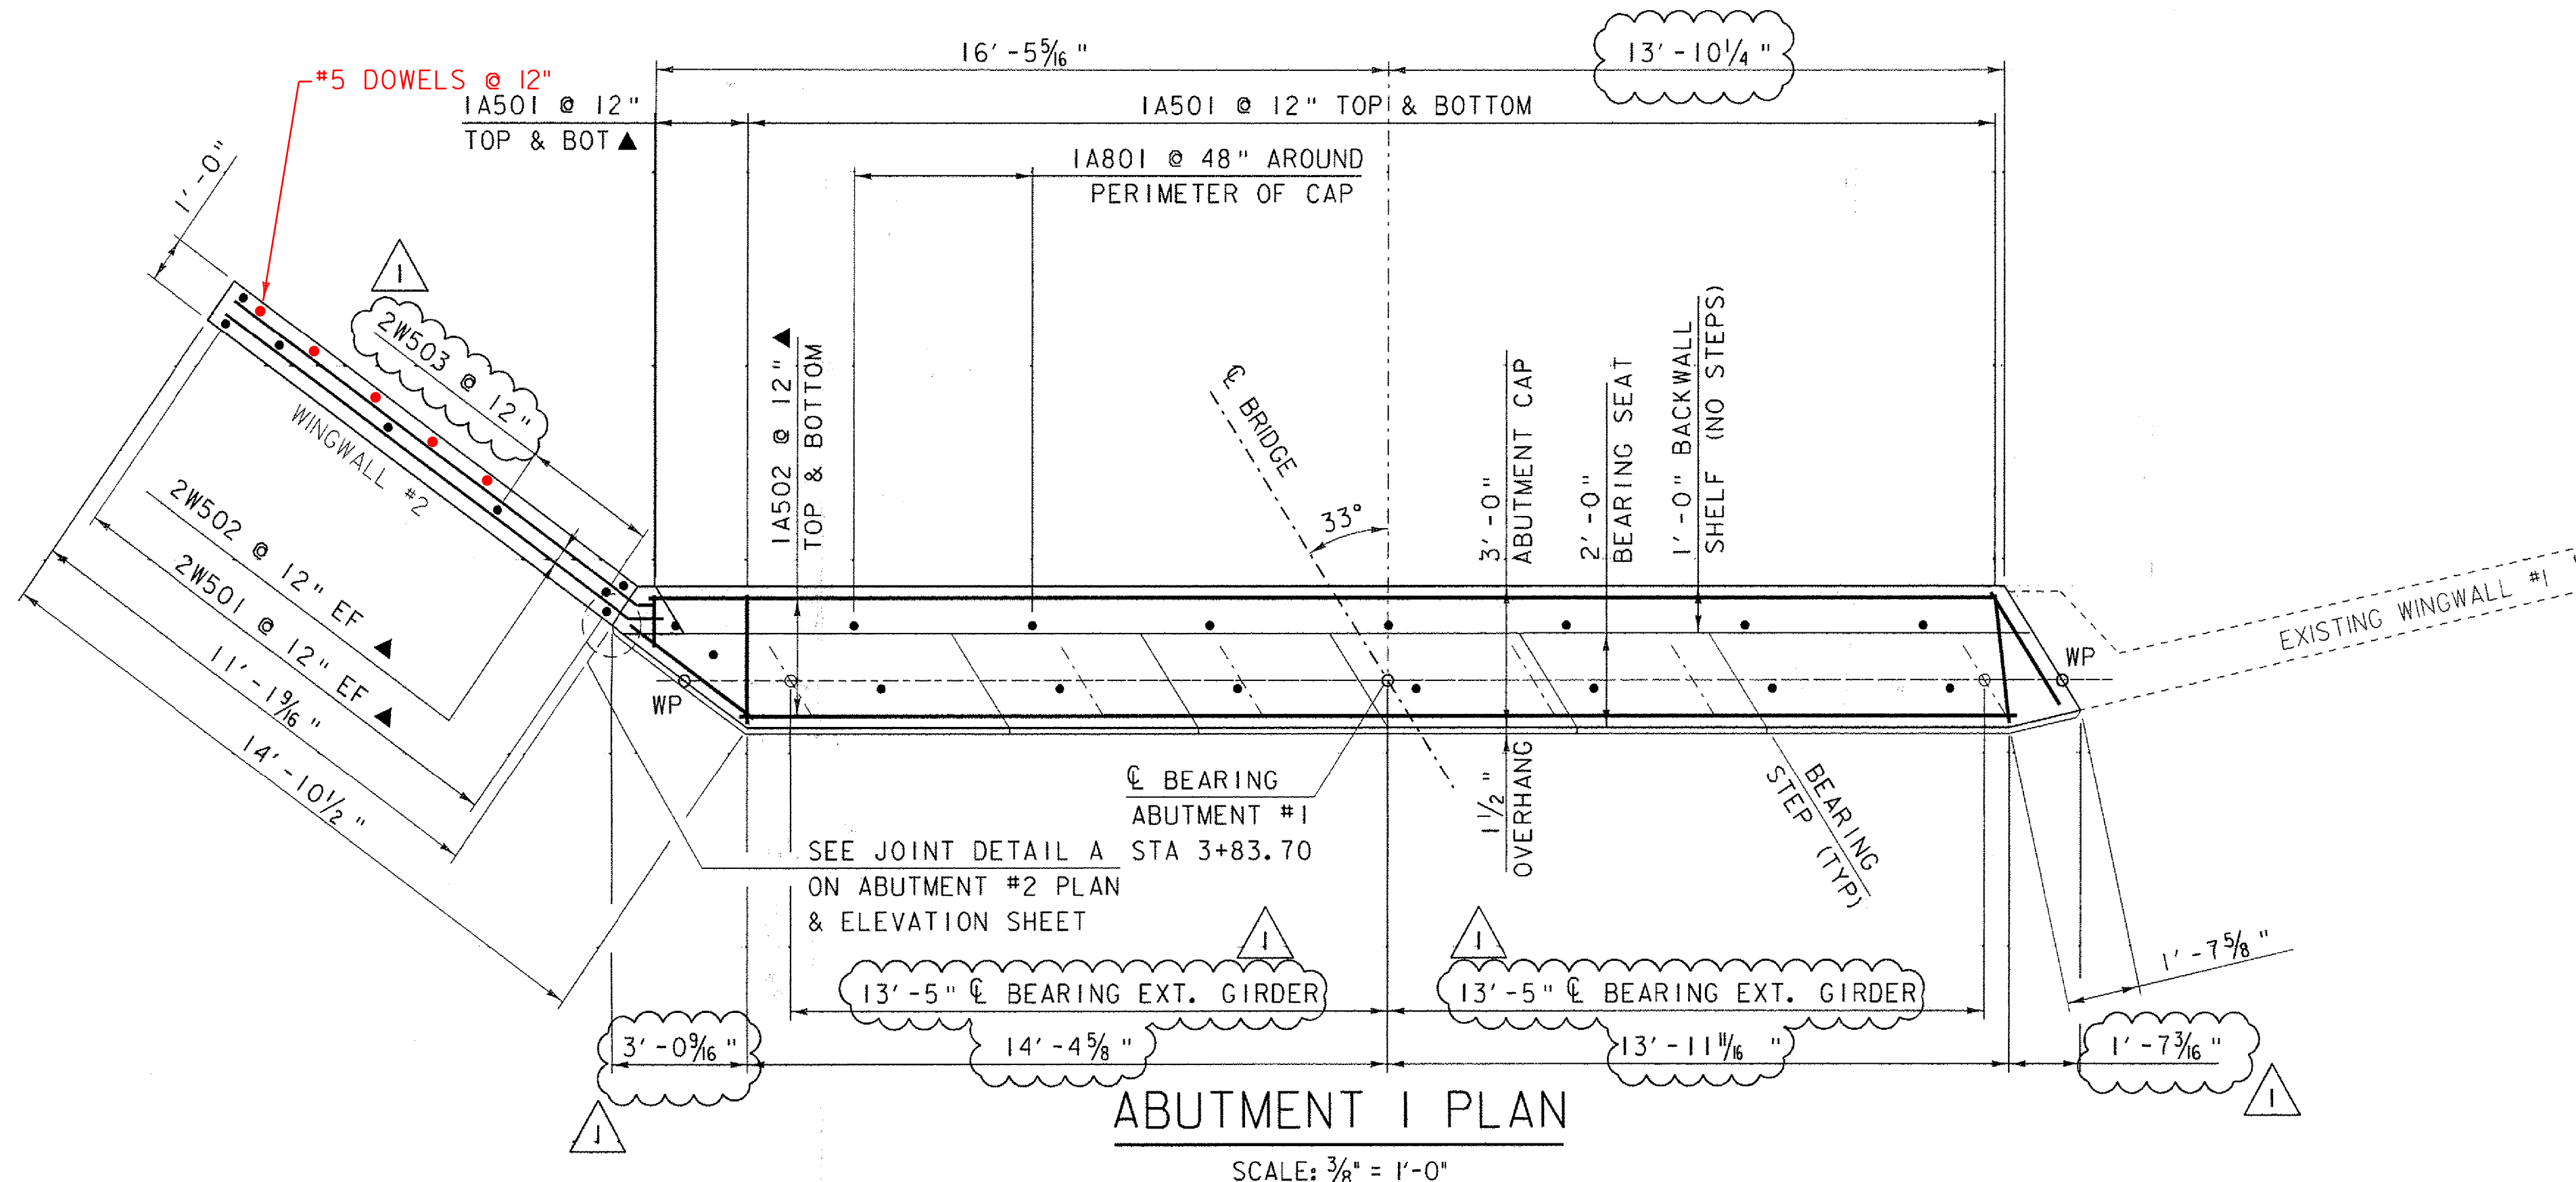 16'-5 5/16"
13'-10 1/4"
#5 DOWELS @ 12"
1A501 @ 12"
TOP & BOT ▲
1A501 @ 12" TOP & BOTTOM
1A801 @ 48" AROUND
PERIMETER OF CAP
1'-0"
1
2W503 @ 12"
WINGWALL #2
1A502 @ 12" ▲
TOP & BOTTOM
℄ BRIDGE
33°
3'-0"
ABUTMENT CAP
2'-0"
BEARING SEAT
1'-0" BACKWALL
SHELF (NO STEPS)
EXISTING WINGWALL #1
2W502 @ 12" EF ▲
2W501 @ 12" EF ▲
11'-1 9/16"
14'-10 1/2"
WP
WP
℄ BEARING
ABUTMENT #1
STA 3+83.70
1 1/2"
OVERHANG
BEARING
STEP (TYP)
SEE JOINT DETAIL A
ON ABUTMENT #2 PLAN
& ELEVATION SHEET
1
1
13'-5" ℄ BEARING EXT. GIRDER
13'-5" ℄ BEARING EXT. GIRDER
1'-7 5/8"
3'-0 9/16"
14'-4 5/8"
13'-11 11/16"
1'-7 3/16"
1
1
ABUTMENT 1 PLAN
SCALE: 3/8" = 1'-0"